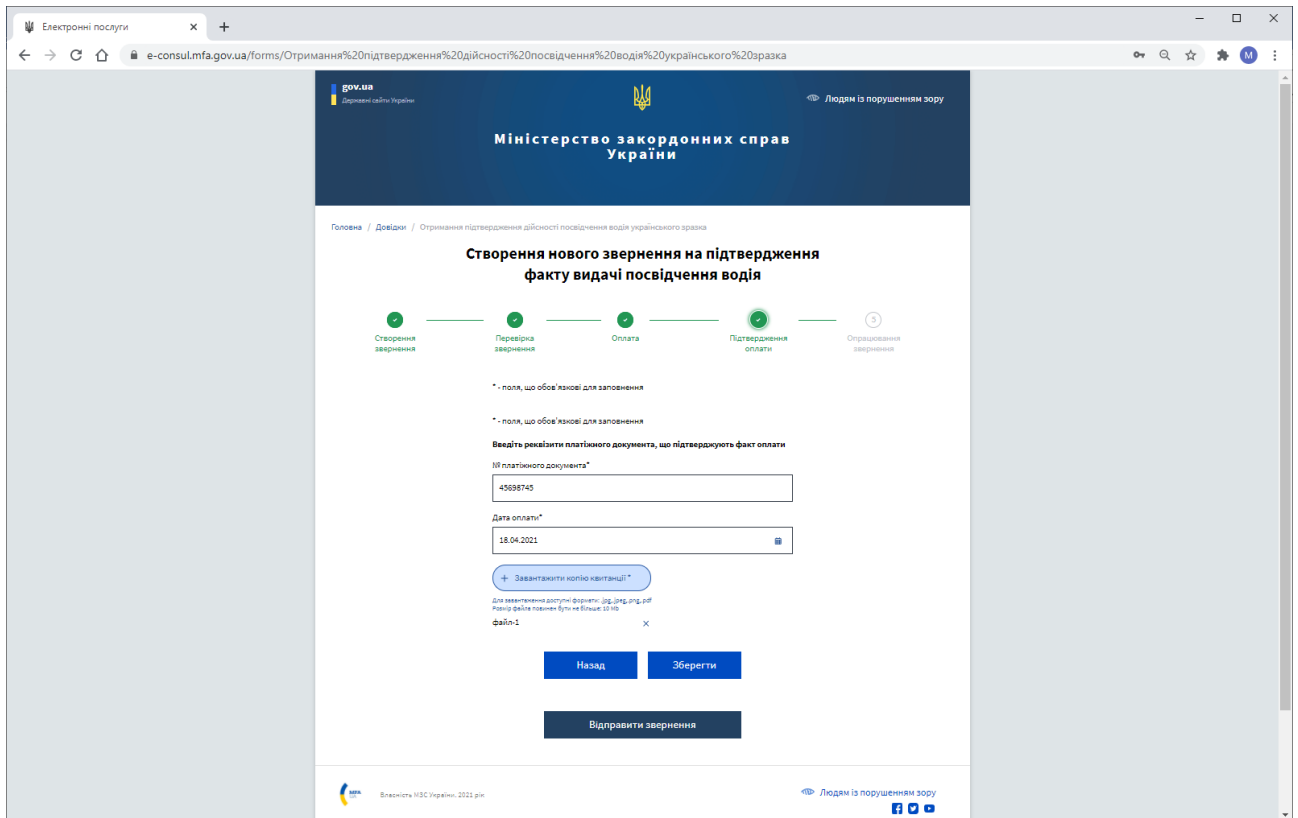 Електронні послуги
e-consul.mfa.gov.ua/forms/Отримання%20підтвердження%20дійсності%20посвідчення%20водія%20українського%20зразка
M
gov.ua
Державні сайти України
Людям із порушенням зору
Міністерство закордонних справ
України
Головна / Довідки / Отримання підтвердження дійсності посвідчення водія українського зразка
Створення нового звернення на підтвердження
факту видачі посвідчення водія
5
Створення
звернення
Перевірка
звернення
Оплата
Підтвердження
оплати
Опрацювання
звернення
* - поля, що обов'язкові для заповнення
* - поля, що обов'язкові для заповнення
Введіть реквізити платіжного документа, що підтверджують факт оплати
№ платіжного документа*
45698745
Дата оплати*
18.04.2021
+ Завантажити копію квитанції *
Для завантаження доступні формати: .jpg,.jpeg,.png,.pdf
Розмір файлів повинен бути не більше: 10 Mb
файл-1
Назад
Зберегти
Відправити звернення
MFA
Власність МЗС України. 2021 рік
Людям із порушенням зору